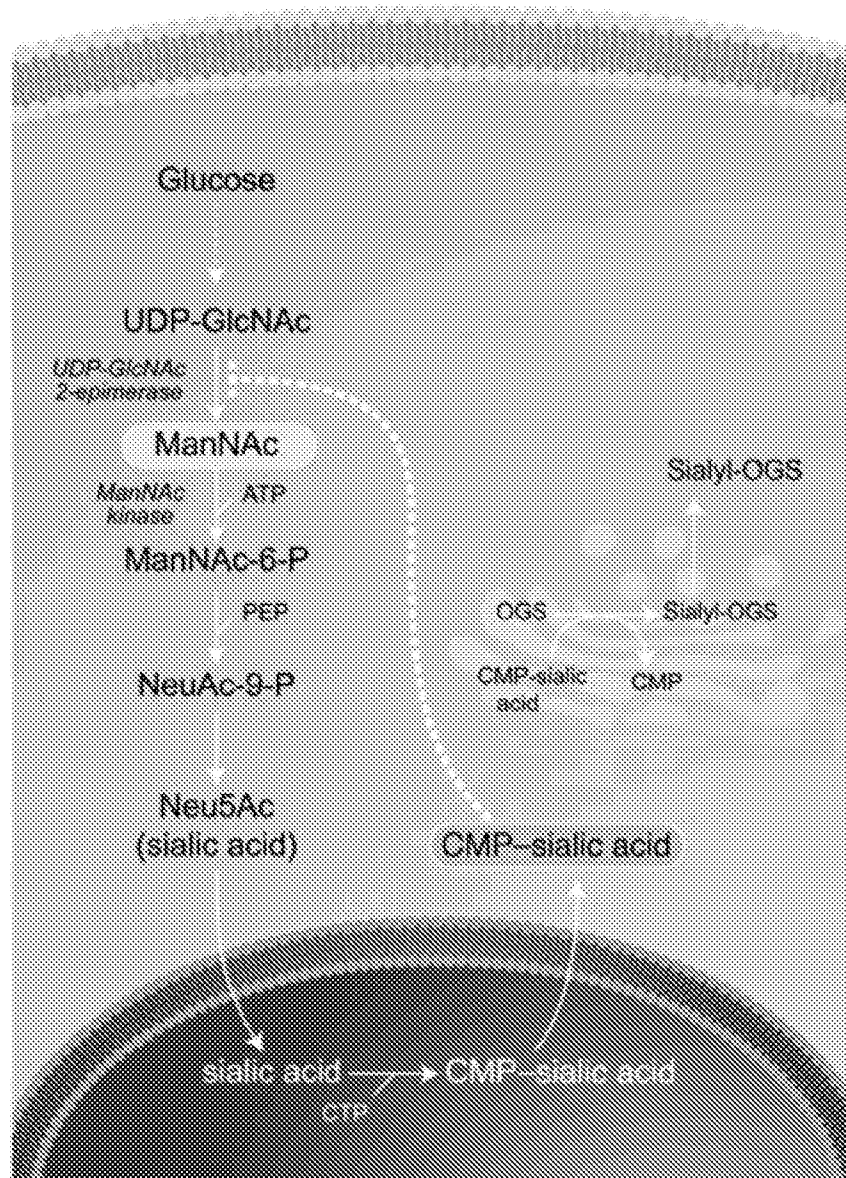 Glucose
UDP-GlcNAc
UDP-GlcNAc
2-epimerase
ManNAc
ManNAc
kinase
ATP
ManNAc-6-P
PEP
NeuAc-9-P
Neu5Ac
(sialic acid)
Sialyl-OGS
OGS
Sialyl-OGS
CMP-sialic
acid
CMP
CMP–sialic acid
sialic acid
CMP–sialic acid
CTP